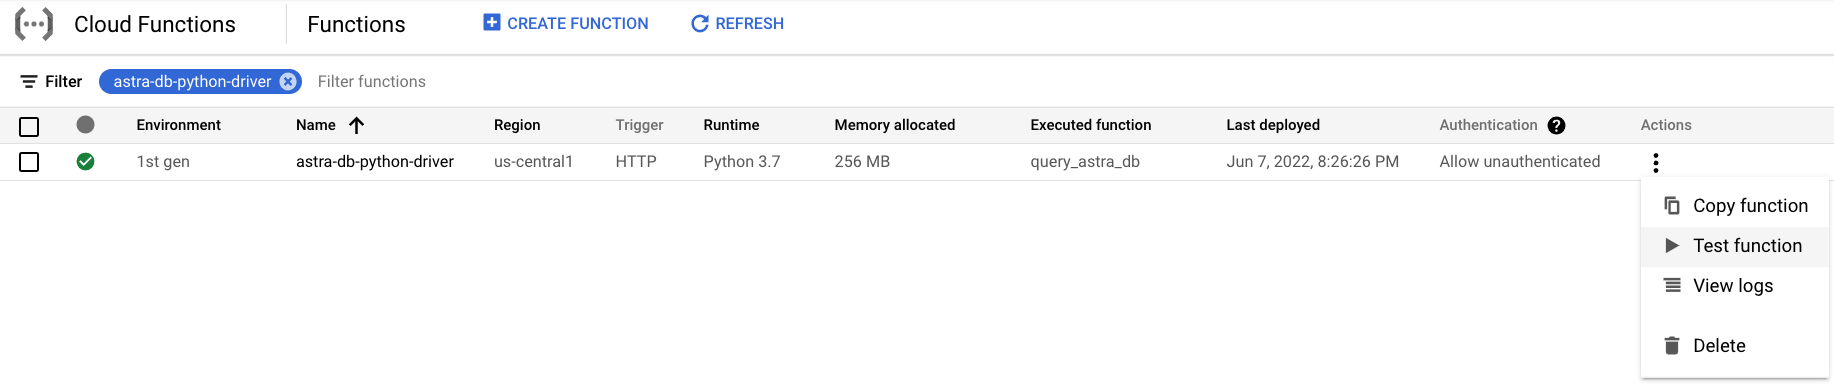 Cloud Functions Functions CREATE FUNCTION REFRESH
Filter astra-db-python-driver Filter functions
Environment Name Region Trigger Runtime Memory allocated Executed function Last deployed Authentication ? Actions
1st gen astra-db-python-driver us-central1 HTTP Python 3.7 256 MB query_astra_db Jun 7, 2022, 8:26:26 PM Allow unauthenticated
Copy function
Test function
View logs
Delete